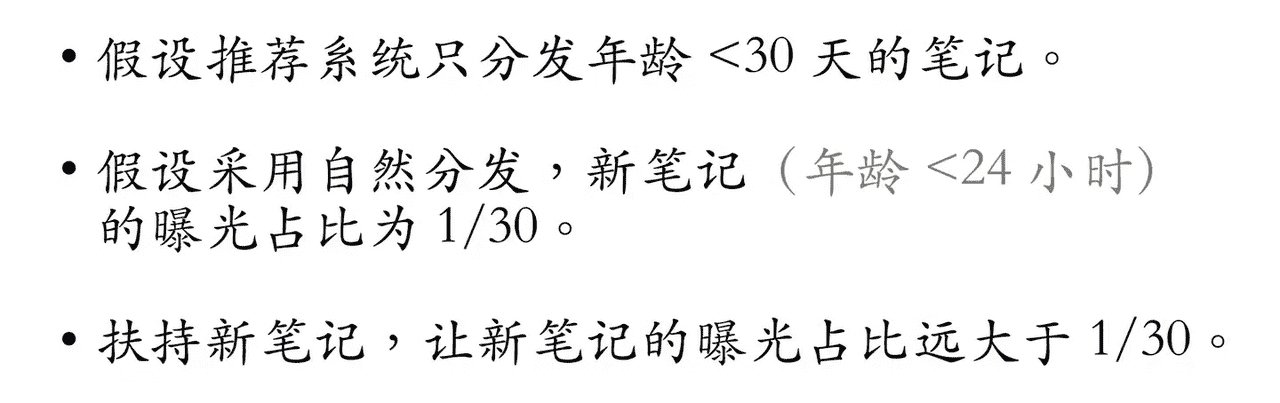 • 假设推荐系统只分发年龄 <30 天的笔记。
• 假设采用自然分发，新笔记（年龄 <24 小时）
的曝光占比为 1/30。
• 扶持新笔记，让新笔记的曝光占比远大于 1/30。